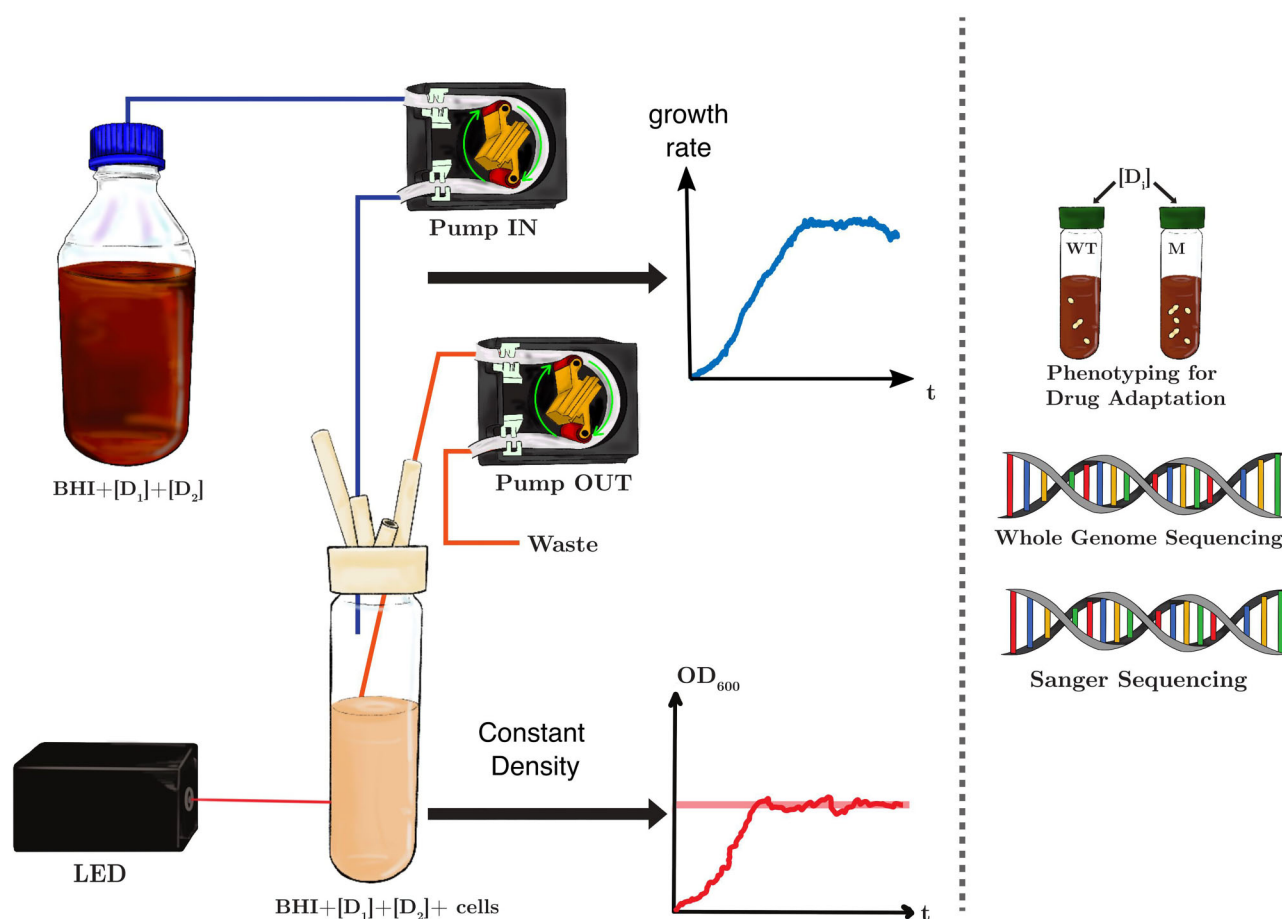 growth
rate
Pump IN
t
BHI+[D₁]+[D₂]
Pump OUT
Waste
Constant
Density
OD₆₀₀
t
LED
BHI+[D₁]+[D₂]+ cells
[Dᵢ]
WT
M
Phenotyping for
Drug Adaptation
Whole Genome Sequencing
Sanger Sequencing